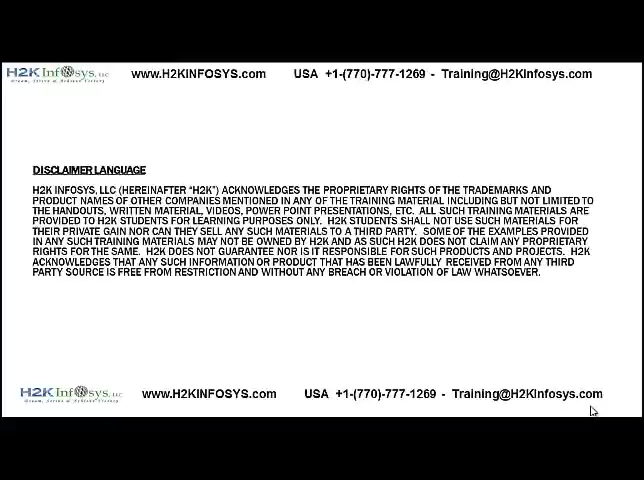 H2K Infosys, LLC
Dream, Strive & Achieve Victory
www.H2KINFOSYS.com USA +1-(770)-777-1269 - Training@H2KInfosys.com
DISCLAIMER LANGUAGE
H2K INFOSYS, LLC (HEREINAFTER “H2K”) ACKNOWLEDGES THE PROPRIETARY RIGHTS OF THE TRADEMARKS AND
PRODUCT NAMES OF OTHER COMPANIES MENTIONED IN ANY OF THE TRAINING MATERIAL INCLUDING BUT NOT LIMITED TO
THE HANDOUTS, WRITTEN MATERIAL, VIDEOS, POWER POINT PRESENTATIONS, ETC. ALL SUCH TRAINING MATERIALS ARE
PROVIDED TO H2K STUDENTS FOR LEARNING PURPOSES ONLY. H2K STUDENTS SHALL NOT USE SUCH MATERIALS FOR
THEIR PRIVATE GAIN NOR CAN THEY SELL ANY SUCH MATERIALS TO A THIRD PARTY. SOME OF THE EXAMPLES PROVIDED
IN ANY SUCH TRAINING MATERIALS MAY NOT BE OWNED BY H2K AND AS SUCH H2K DOES NOT CLAIM ANY PROPRIETARY
RIGHTS FOR THE SAME. H2K DOES NOT GUARANTEE NOR IS IT RESPONSIBLE FOR SUCH PRODUCTS AND PROJECTS. H2K
ACKNOWLEDGES THAT ANY SUCH INFORMATION OR PRODUCT THAT HAS BEEN LAWFULLY RECEIVED FROM ANY THIRD
PARTY SOURCE IS FREE FROM RESTRICTION AND WITHOUT ANY BREACH OR VIOLATION OF LAW WHATSOEVER.
H2K Infosys, LLC
Dream, Strive & Achieve Victory
www.H2KINFOSYS.com USA +1-(770)-777-1269 - Training@H2KInfosys.com